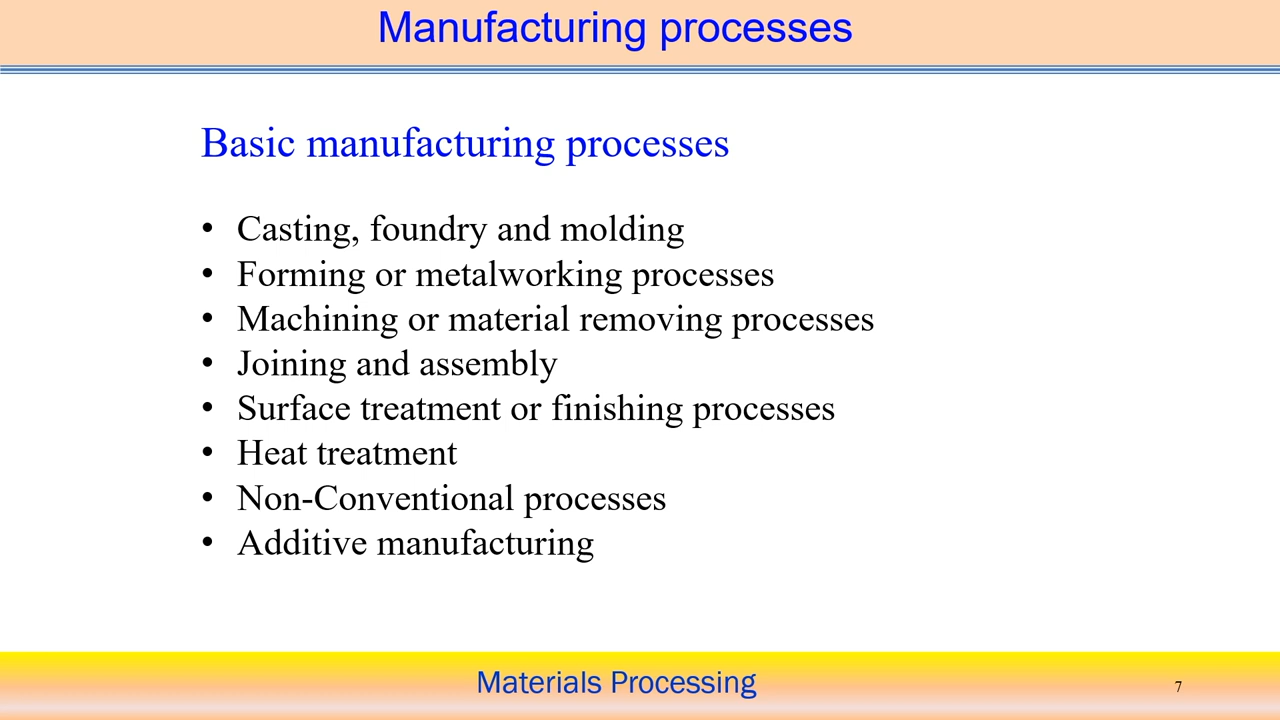 Manufacturing processes
Basic manufacturing processes
• Casting, foundry and molding
• Forming or metalworking processes
• Machining or material removing processes
• Joining and assembly
• Surface treatment or finishing processes
• Heat treatment
• Non-Conventional processes
• Additive manufacturing
Materials Processing
7